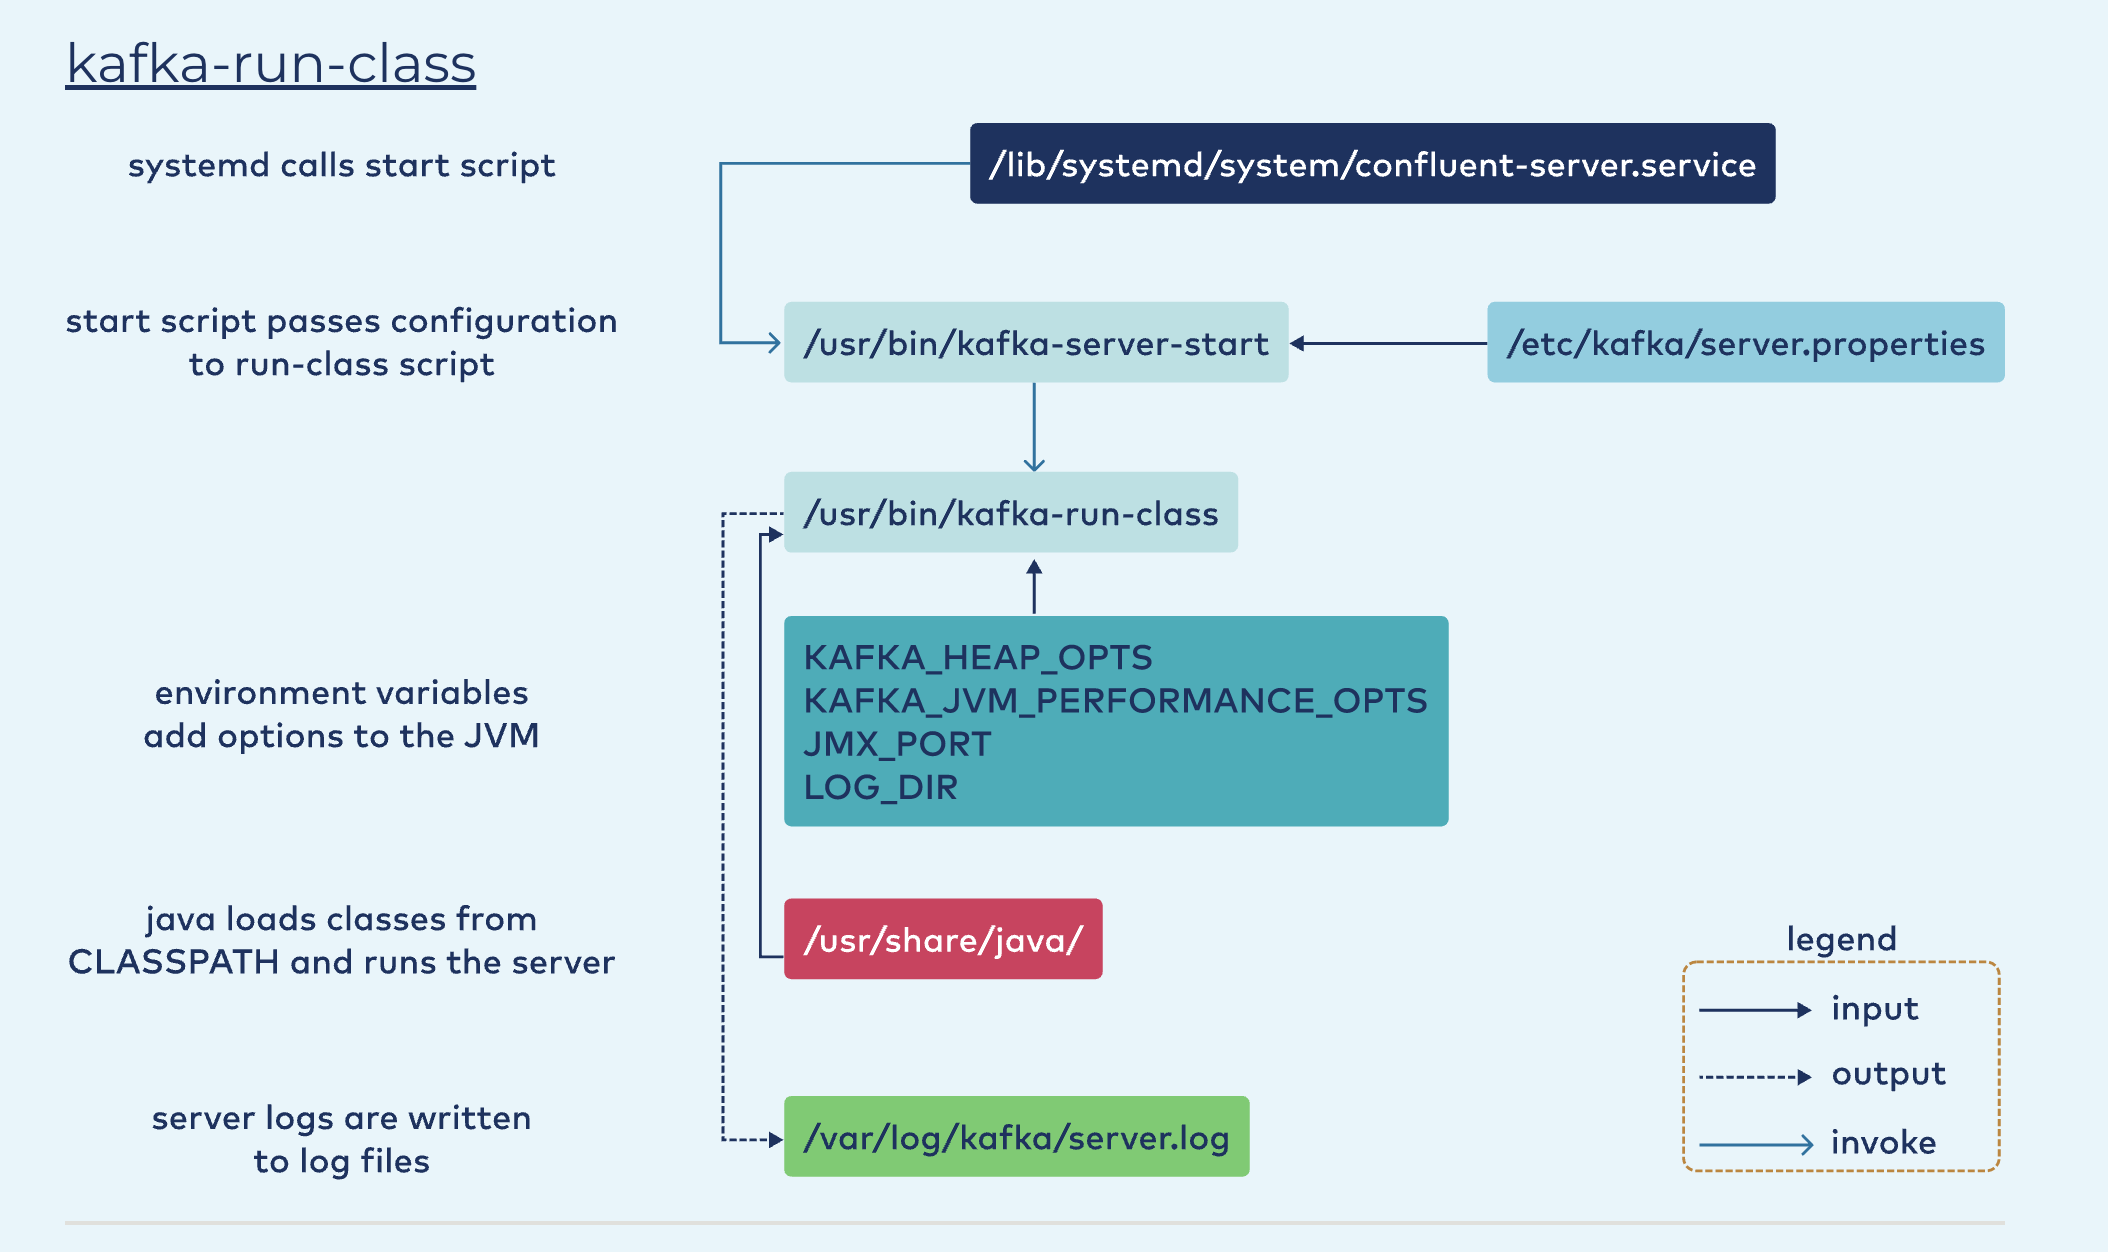 kafka-run-class
systemd calls start script
/lib/systemd/system/confluent-server.service
start script passes configuration
to run-class script
/usr/bin/kafka-server-start
/etc/kafka/server.properties
/usr/bin/kafka-run-class
environment variables
add options to the JVM
KAFKA_HEAP_OPTS
KAFKA_JVM_PERFORMANCE_OPTS
JMX_PORT
LOG_DIR
java loads classes from
CLASSPATH and runs the server
/usr/share/java/
server logs are written
to log files
/var/log/kafka/server.log
legend
input
output
invoke